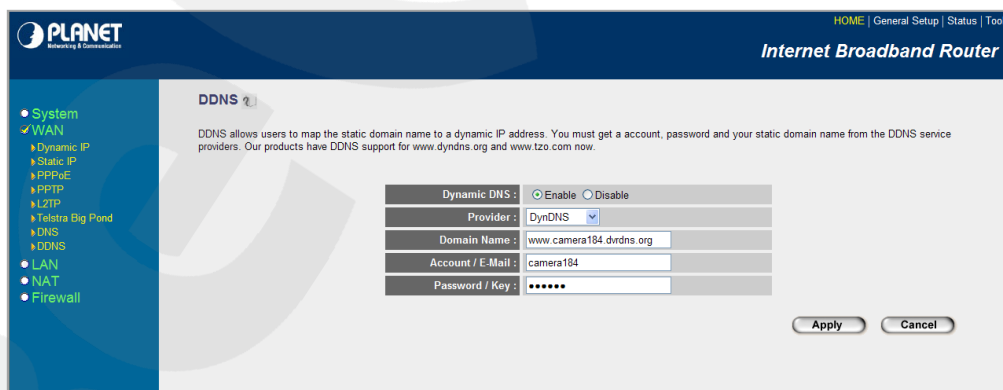 PLANET
Networking & Communication
HOME | General Setup | Status | Tool
Internet Broadband Router
System
WAN
Dynamic IP
Static IP
PPPoE
PPTP
L2TP
Telstra Big Pond
DNS
DDNS
LAN
NAT
Firewall
DDNS
DDNS allows users to map the static domain name to a dynamic IP address. You must get a account, password and your static domain name from the DDNS service
providers. Our products have DDNS support for www.dyndns.org and www.tzo.com now.
Dynamic DNS : Enable Disable
Provider : DynDNS
Domain Name : www.camera184.dvrdns.org
Account / E-Mail : camera184
Password / Key : ••••••
Apply Cancel